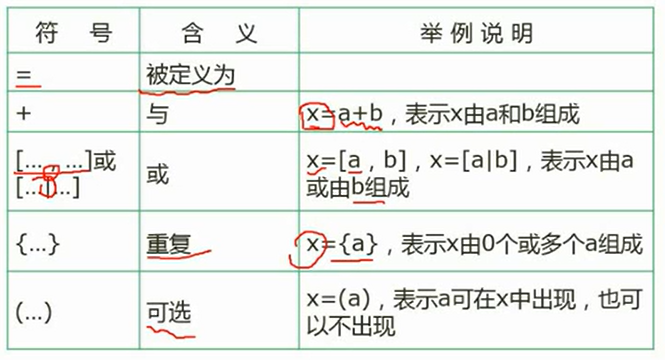 符 号 含 义 举 例 说 明
= 被定义为
+ 与 x=a+b，表示x由a和b组成
[…，…]或 或 x=[a，b]，x=[a|b]，表示x由a
[…|…] 或由b组成
{…} 重复 x={a}，表示x由0个或多个a组成
(…) 可选 x=(a)，表示a可在x中出现，也可
以不出现